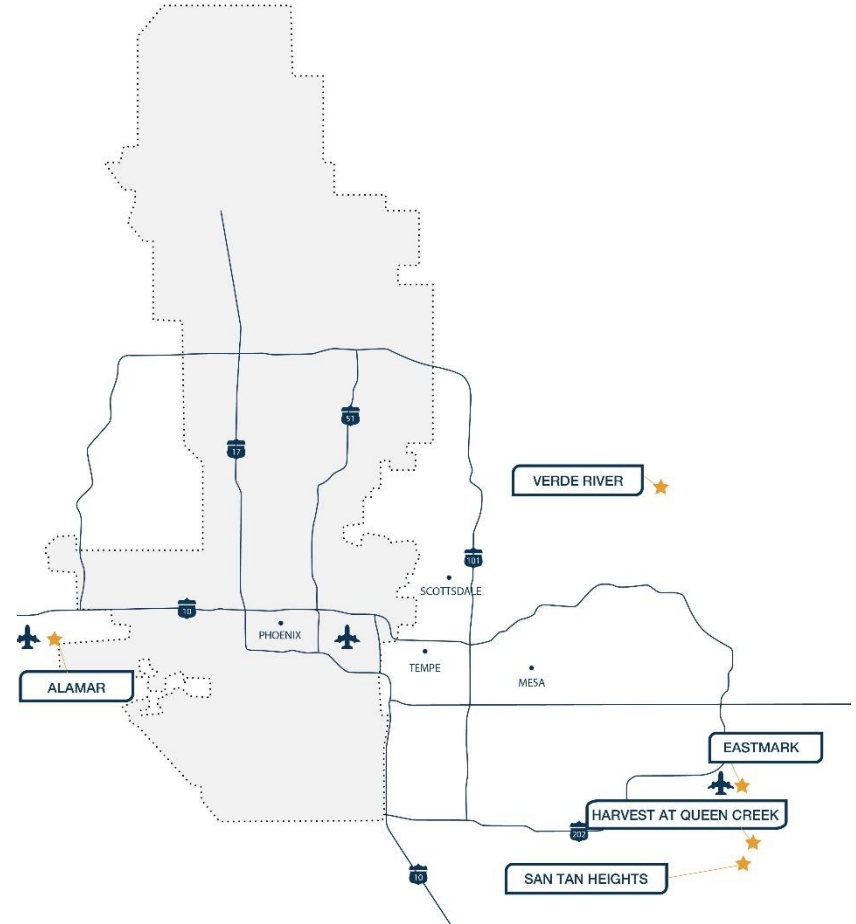 51
17
VERDE RIVER
101
SCOTTSDALE
10
PHOENIX
TEMPE
MESA
ALAMAR
EASTMARK
HARVEST AT QUEEN CREEK
202
SAN TAN HEIGHTS
10